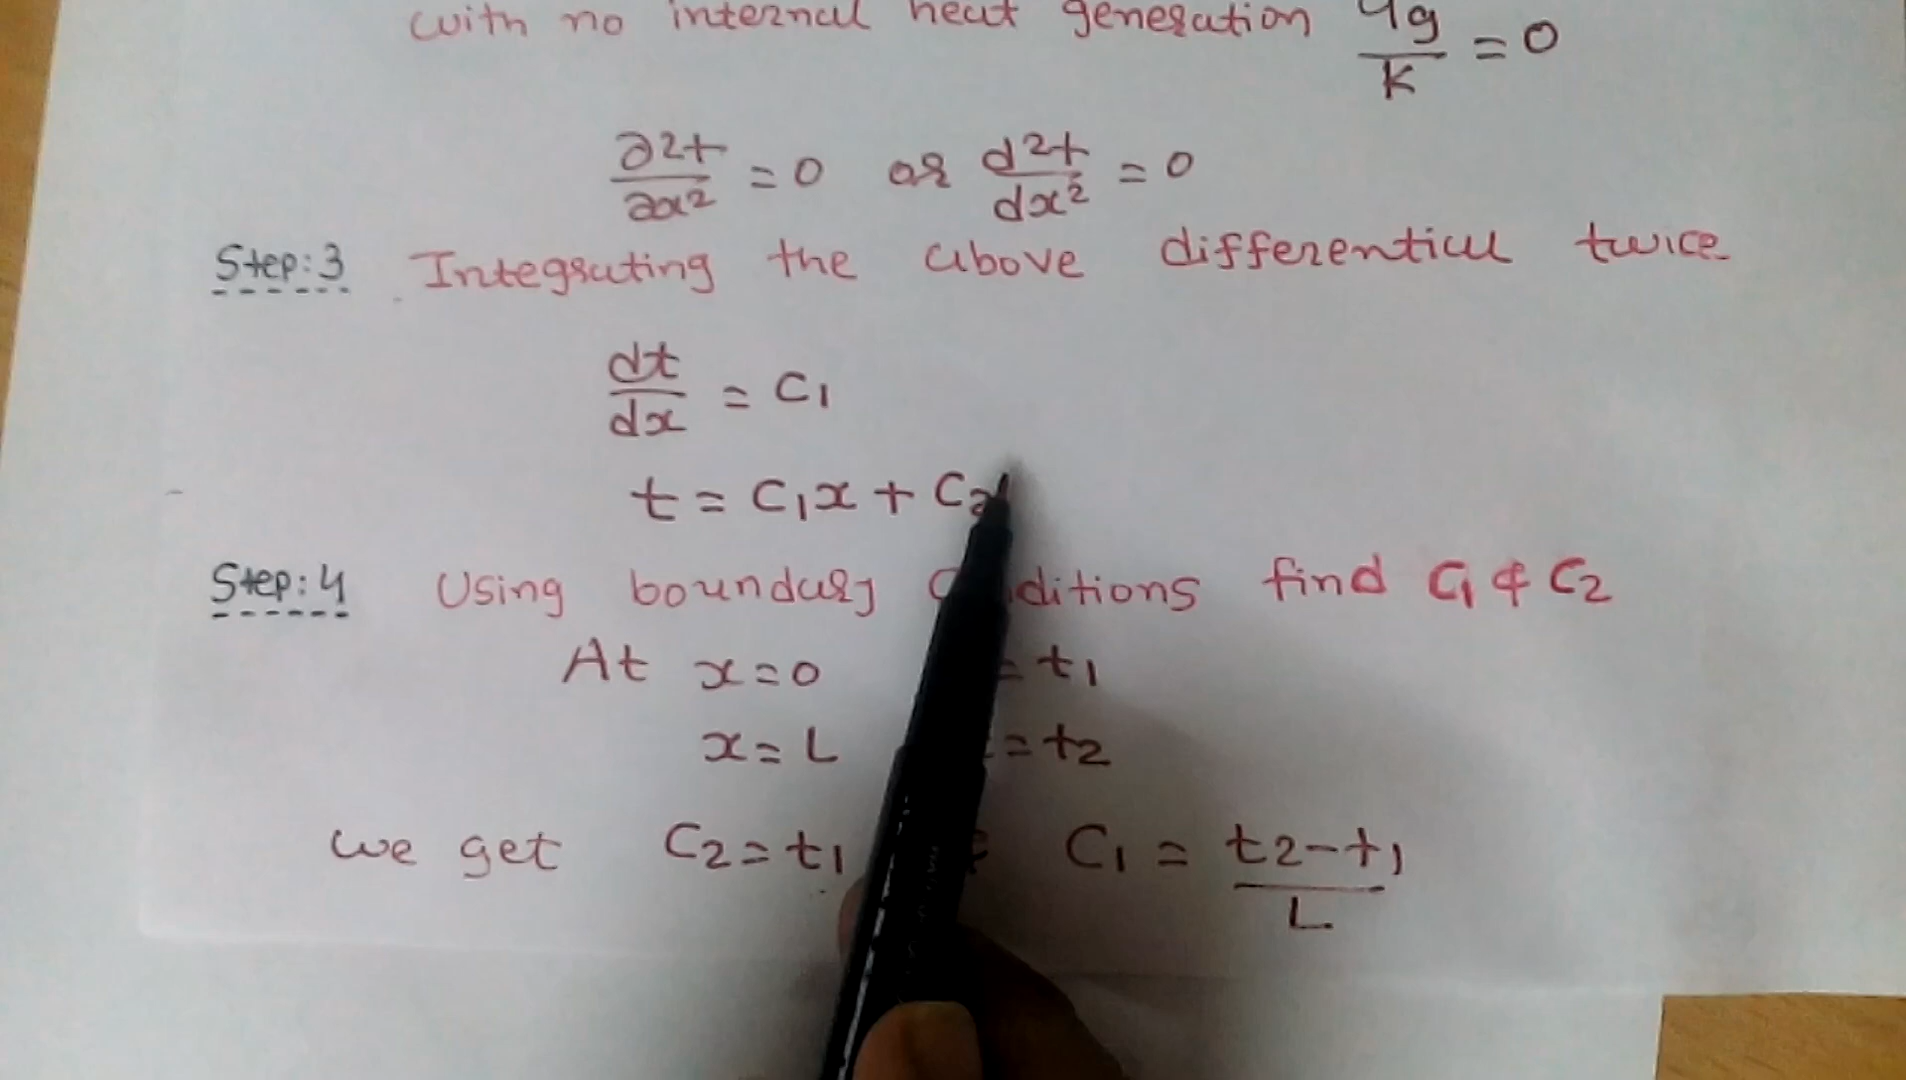 with no internal heat generation qg/K = 0
∂2t/∂x2 = 0 or d2t/dx2 = 0
Step:3 Integrating the above differential twice
dt/dx = C1
t = C1x + C2
Step:4 Using boundary conditions find C1 & C2
At x=0 = t1
x=L t = t2
we get C2 = t1 & C1 = t2-t1/L